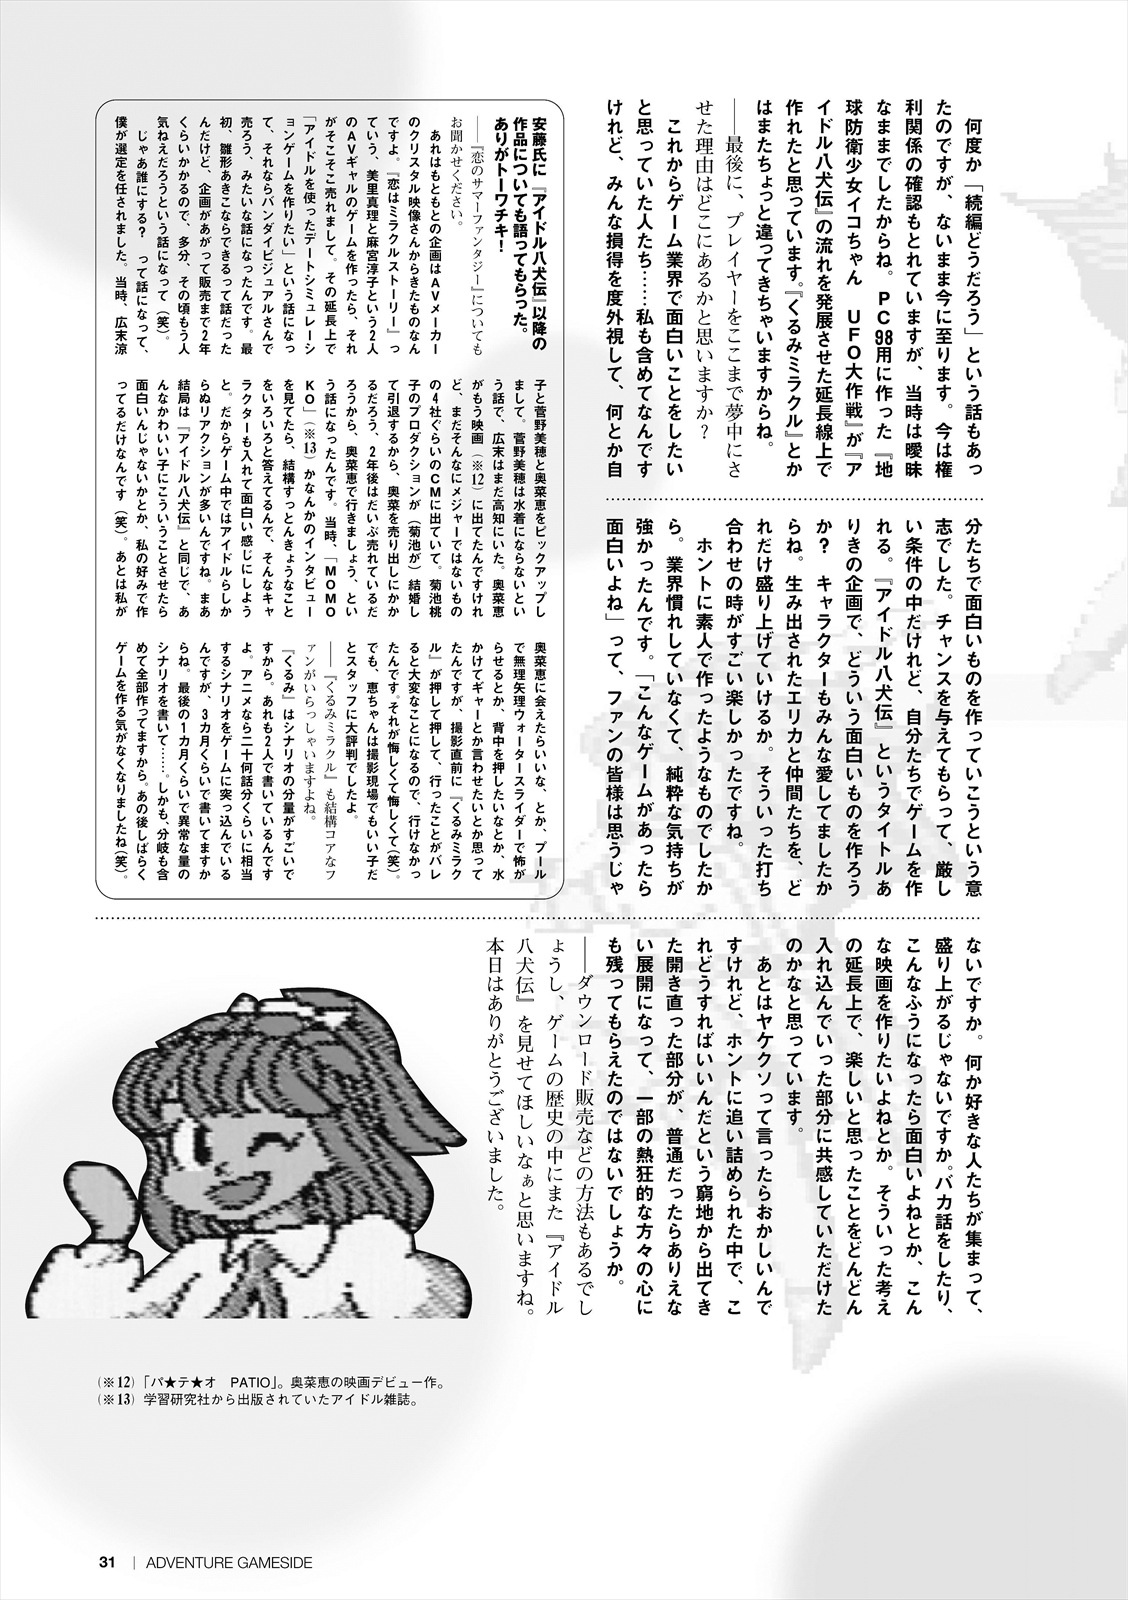 何度か「続編どうだろう」という話もあっ
たのですが、ないまま今に至ります。今は権
利関係の確認もとれていますが、当時は曖昧
なままでしたからね。ＰＣ98用に作った『地
球防衛少女イコちゃん　ＵＦＯ大作戦』が『ア
イドル八犬伝』の流れを発展させた延長線上で
作れたと思っています。『くるみミラクル』とか
はまたちょっと違ってきちゃいますからね。
――最後に、プレイヤーをここまで夢中にさ
せた理由はどこにあるかと思いますか？
これからゲーム業界で面白いことをしたい
と思っていた人たち……私も含めてなんです
けれど、みんな損得を度外視して、何とか自
分たちで面白いものを作っていこうという意
志でした。チャンスを与えてもらって、厳し
い条件の中だけれど、自分たちでゲームを作
れる。『アイドル八犬伝』というタイトルあ
りきの企画で、どういう面白いものを作ろう
か？　キャラクターもみんな愛してましたか
らね。生み出されたエリカと仲間たちを、ど
れだけ盛り上げていけるか。そういった打ち
合わせの時がすごい楽しかったですね。
ホントに素人で作ったようなものでしたか
ら。業界慣れしていなくて、純粋な気持ちが
強かったんです。「こんなゲームがあったら
面白いよね」って、ファンの皆様は思うじゃ
ないですか。何か好きな人たちが集まって、
盛り上がるじゃないですか。バカ話をしたり、
こんなふうになったら面白いよねとか、こん
な映画を作りたいよねとか。そういった考え
の延長上で、楽しいと思ったことをどんどん
入れ込んでいった部分に共感していただけた
のかなと思っています。
あとはヤケクソって言ったらおかしいんで
すけれど、ホントに追い詰められた中で、こ
れどうすればいいんだという窮地から出てき
た開き直った部分が、普通だったらありえな
い展開になって、一部の熱狂的な方々の心に
も残ってもらえたのではないでしょうか。
――ダウンロード販売などの方法もあるでし
ょうし、ゲームの歴史の中にまた『アイドル
八犬伝』を見せてほしいなぁと思いますね。
本日はありがとうございました。
安藤氏に『アイドル八犬伝』以降の
作品についても語ってもらった。
ありがトーワチキ！
――『恋のサマーファンタジー』についても
お聞かせください。
あれはもともとの企画はＡＶメーカー
のクリスタル映像さんからきたものなん
ですよ。『恋はミラクルストーリー』っ
ていう、美里真理と麻宮淳子という２人
のＡＶギャルのゲームを作ったら、それ
がそこそこ売れまして。その延長上で
「アイドルを使ったデートシミュレーシ
ョンゲームを作りたい」という話になっ
て、それならバンダイビジュアルさんで
売ろう、みたいな話になったんです。最
初、雛形あきこならできるって話だった
んだけど、企画があがって販売まで２年
くらいかかるので、多分、その頃もう人
気ねえだろうという話になって（笑）。
じゃあ誰にする？　って話になって、
僕が選定を任されました。当時、広末涼
子と菅野美穂と奥菜恵をピックアップし
まして。菅野美穂は水着にならないとい
う話で、広末はまだ高知にいた。奥菜恵
がもう映画（※12）に出てたんですけれ
ど、まだそんなにメジャーではないもの
の４社ぐらいのＣＭに出ていて。菊池桃
子のプロダクションが（菊池が）結婚し
て引退するから、奥菜を売り出しにかか
るだろう、２年後はだいぶ売れているだ
ろうから、奥菜恵で行きましょう、とい
う話になったんです。当時、「ＭＯＭＯ
ＫＯ」（※13）かなんかのインタビュー
を見てたら、結構すっとんきょうなこと
をいろいろと答えてるんで、そんなキャ
ラクターも入れて面白い感じにしよう
と。だからゲーム中ではアイドルらしか
らぬリアクションが多いんですね。まあ
結局は『アイドル八犬伝』と同じで、あ
んなかわいい子にこういうことさせたら
面白いんじゃないかとか、私の好みで作
ってるだけなんです（笑）。あとは私が
奥菜恵に会えたらいいな、とか、プール
で無理矢理ウォータースライダーで怖が
らせるとか、背中を押したいなとか、水
かけてギャーとか言わせたいとか思って
たんですが、撮影直前に『くるみミラク
ル』が押して押して、行ったことがバレ
ると大変なことになるので、行けなかっ
たんです。それが悔しくて悔しくて（笑）。
でも、恵ちゃんは撮影現場でもいい子だ
とスタッフに大評判でしたよ。
――『くるみミラクル』も結構コアなフ
ァンがいらっしゃいますよね。
『くるみ』はシナリオの分量がすごいで
すから。あれも２人で書いているんです
よ。アニメなら二十何話分くらいに相当
するシナリオをゲームに突っ込んでいる
んですが、３カ月くらいで書いてますか
らね。最後の１カ月くらいで異常な量の
シナリオを書いて……。しかも、分岐も含
めて全部作ってますから。あの後しばらく
ゲームを作る気がなくなりましたね（笑）。
（※12）「パ★テ★オ　PATIO」。奥菜恵の映画デビュー作。
（※13）学習研究社から出版されていたアイドル雑誌。
31 | ADVENTURE GAMESIDE